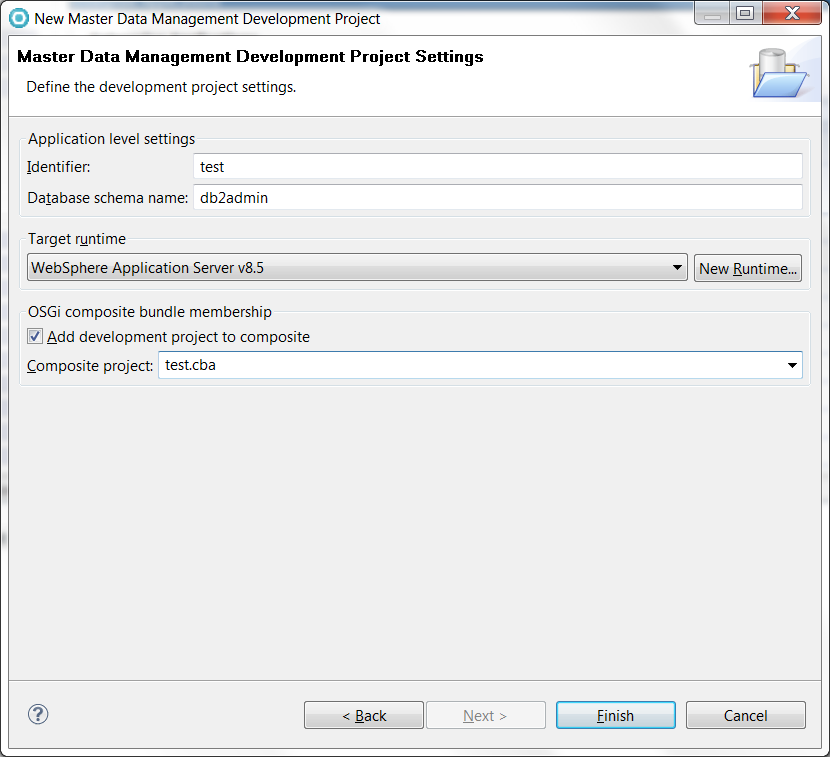 New Master Data Management Development Project
Master Data Management Development Project Settings
Define the development project settings.
Application level settings
Identifier: test
Database schema name: db2admin
Target runtime
WebSphere Application Server v8.5 New Runtime...
OSGi composite bundle membership
Add development project to composite
Composite project: test.cba
? < Back Next > Finish Cancel